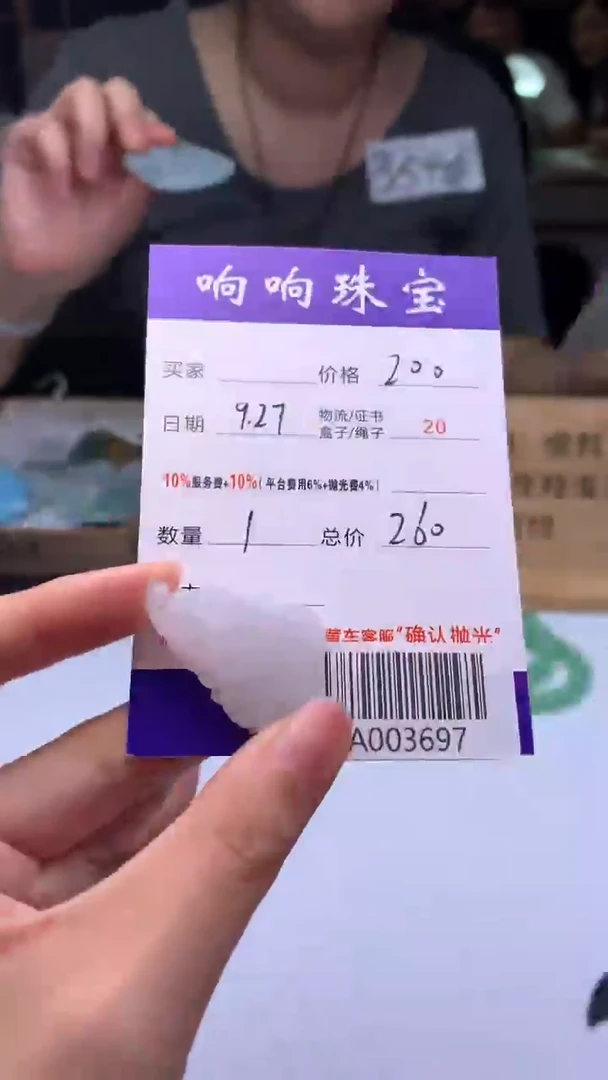 响响珠宝
买家 价格 200
日期 9.27 物流/证书 盒子/绳子 20
10%服务费+10%(平台费用6%+抛光费4%)
数量 1 总价 260
客服"确认抛光"
A003697